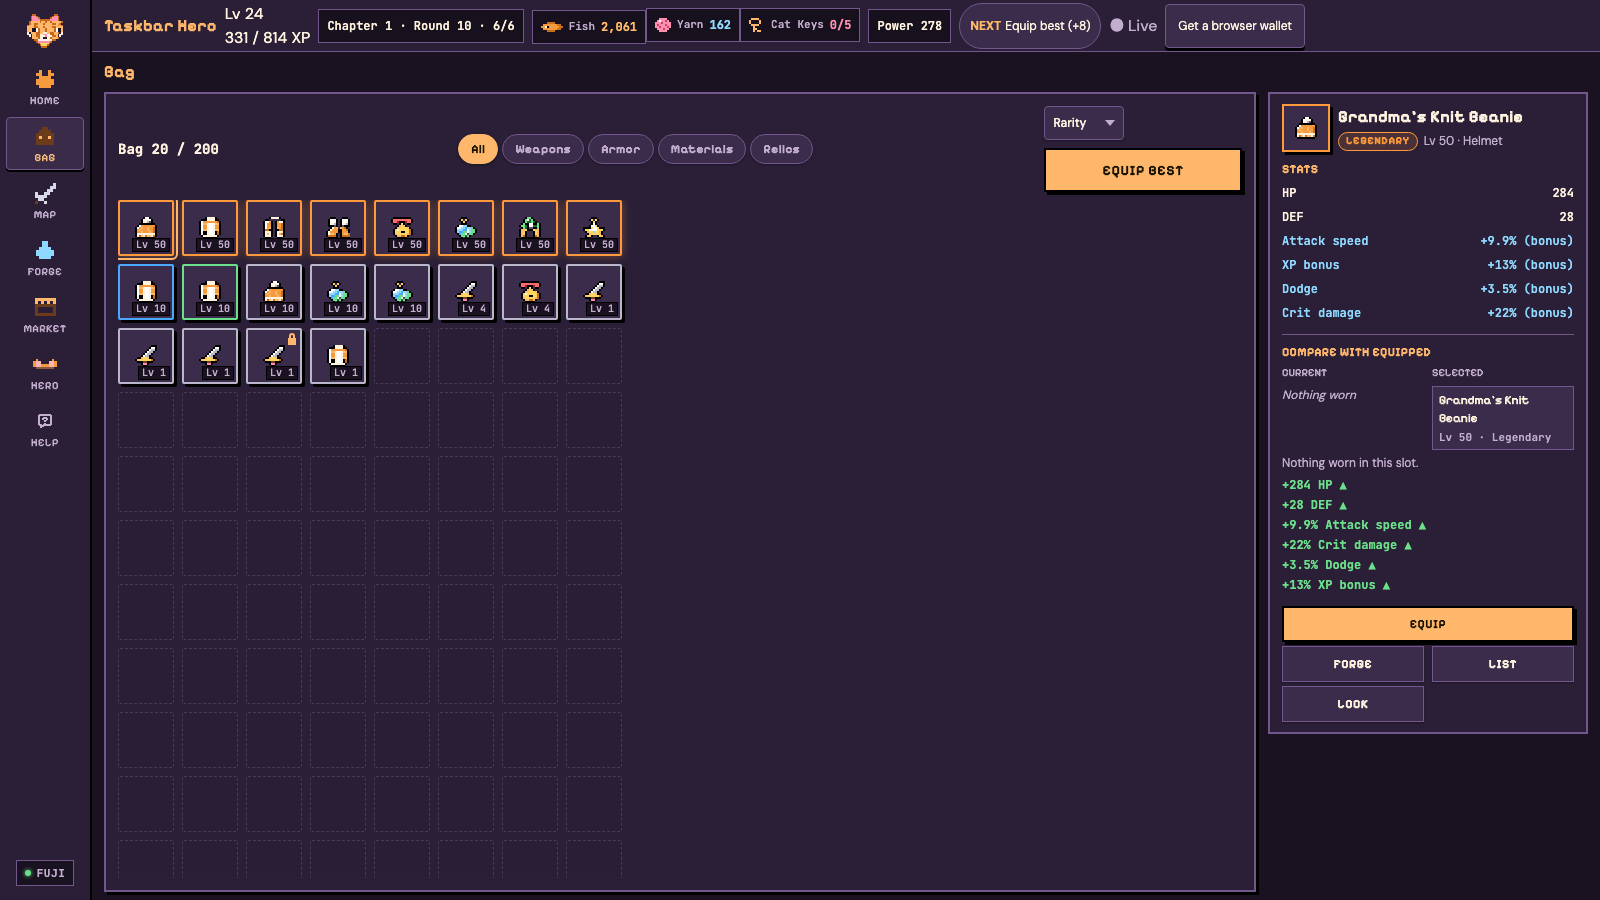 Taskbar Hero
Lv 24
331 / 814 XP
Chapter 1 · Round 10 · 6/6
Fish 2,061
Yarn 162
Cat Keys 0/5
Power 278
NEXT Equip best (+8)
Live
Get a browser wallet
HOME
BAG
MAP
FORGE
MARKET
HERO
HELP
FUJI
Bag
Bag 20 / 200
All
Weapons
Armor
Materials
Relics
Rarity
EQUIP BEST
Lv 50 Lv 50 Lv 50 Lv 50 Lv 50 Lv 50 Lv 50 Lv 50
Lv 10 Lv 10 Lv 10 Lv 10 Lv 10 Lv 4 Lv 4 Lv 1
Lv 1 Lv 1 Lv 1 Lv 1
Grandma's Knit Beanie
LEGENDARY Lv 50 · Helmet
STATS
HP 284
DEF 28
Attack speed +9.9% (bonus)
XP bonus +13% (bonus)
Dodge +3.5% (bonus)
Crit damage +22% (bonus)
COMPARE WITH EQUIPPED
CURRENT SELECTED
Nothing worn
Grandma's Knit
Beanie
Lv 50 · Legendary
Nothing worn in this slot.
+284 HP ▲
+28 DEF ▲
+9.9% Attack speed ▲
+22% Crit damage ▲
+3.5% Dodge ▲
+13% XP bonus ▲
EQUIP
FORGE
LIST
LOOK